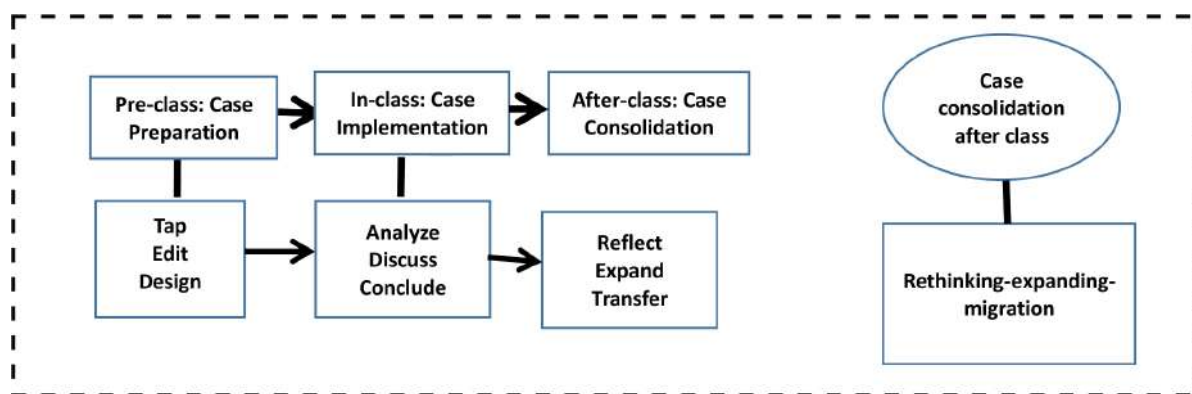 Pre-class: Case
Preparation
In-class: Case
Implementation
After-class: Case
Consolidation
Tap
Edit
Design
Analyze
Discuss
Conclude
Reflect
Expand
Transfer
Case
consolidation
after class
Rethinking-expanding-
migration